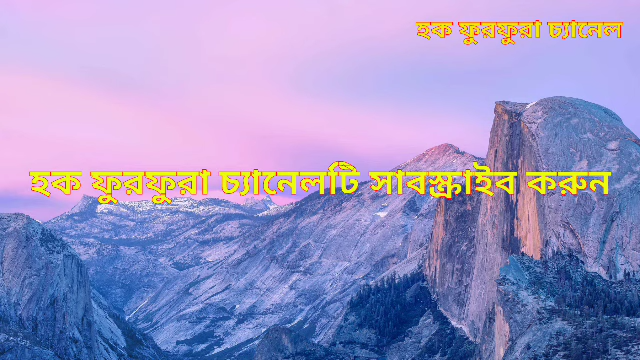 হক ফুরফুরা চ্যানেল
হক ফুরফুরা চ্যানেলটি সাবস্ক্রাইব করুন